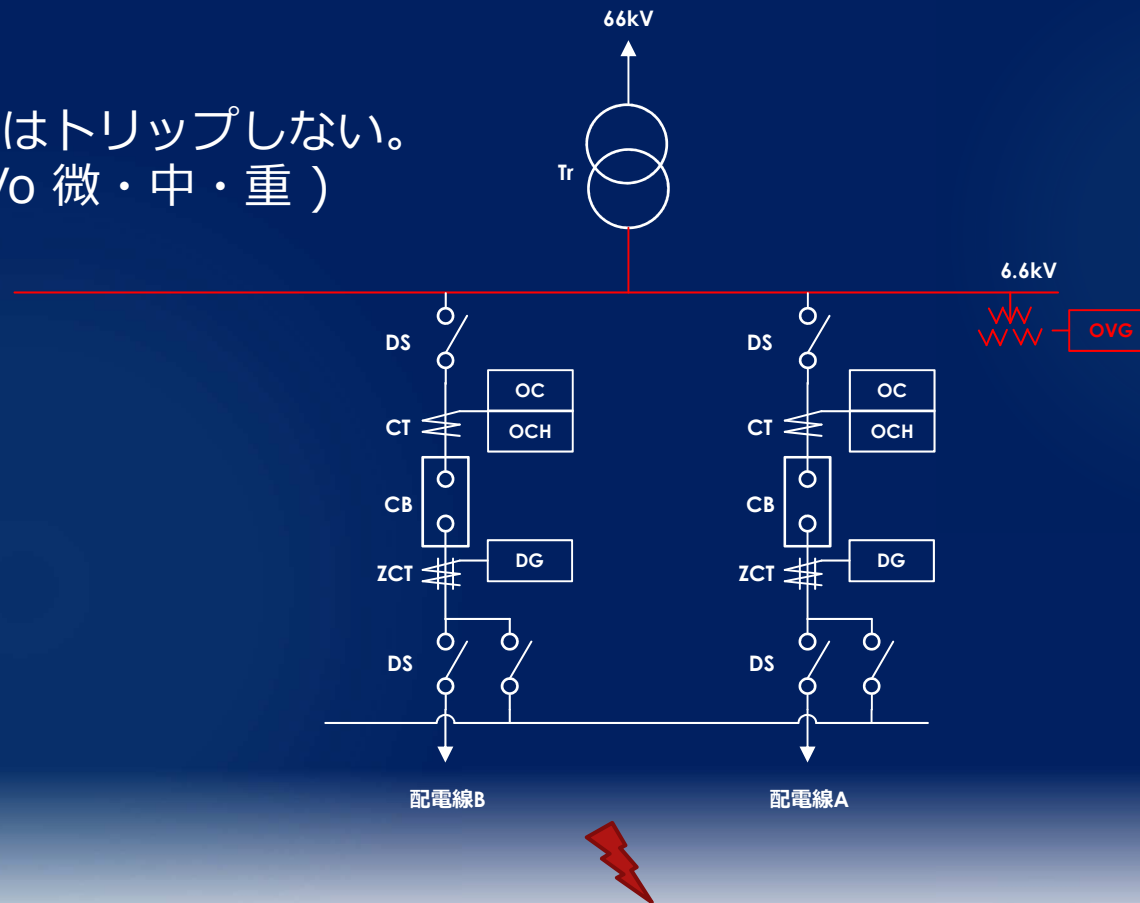 66kV
はトリップしない。
Vo 微・中・重 )
Tr
6.6kV
OVG
DS
DS
OC
OC
CT
OCH
CT
OCH
CB
CB
ZCT
DG
ZCT
DG
DS
DS
配電線B
配電線A